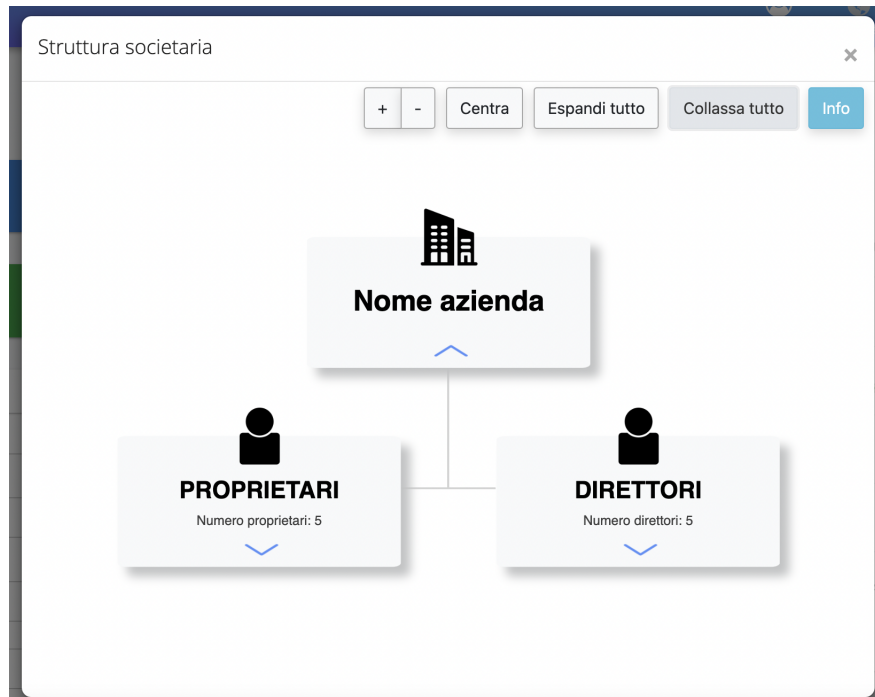 Struttura societaria
×
+ - Centra Espandi tutto Collassa tutto Info
Nome azienda
PROPRIETARI
Numero proprietari: 5
DIRETTORI
Numero direttori: 5